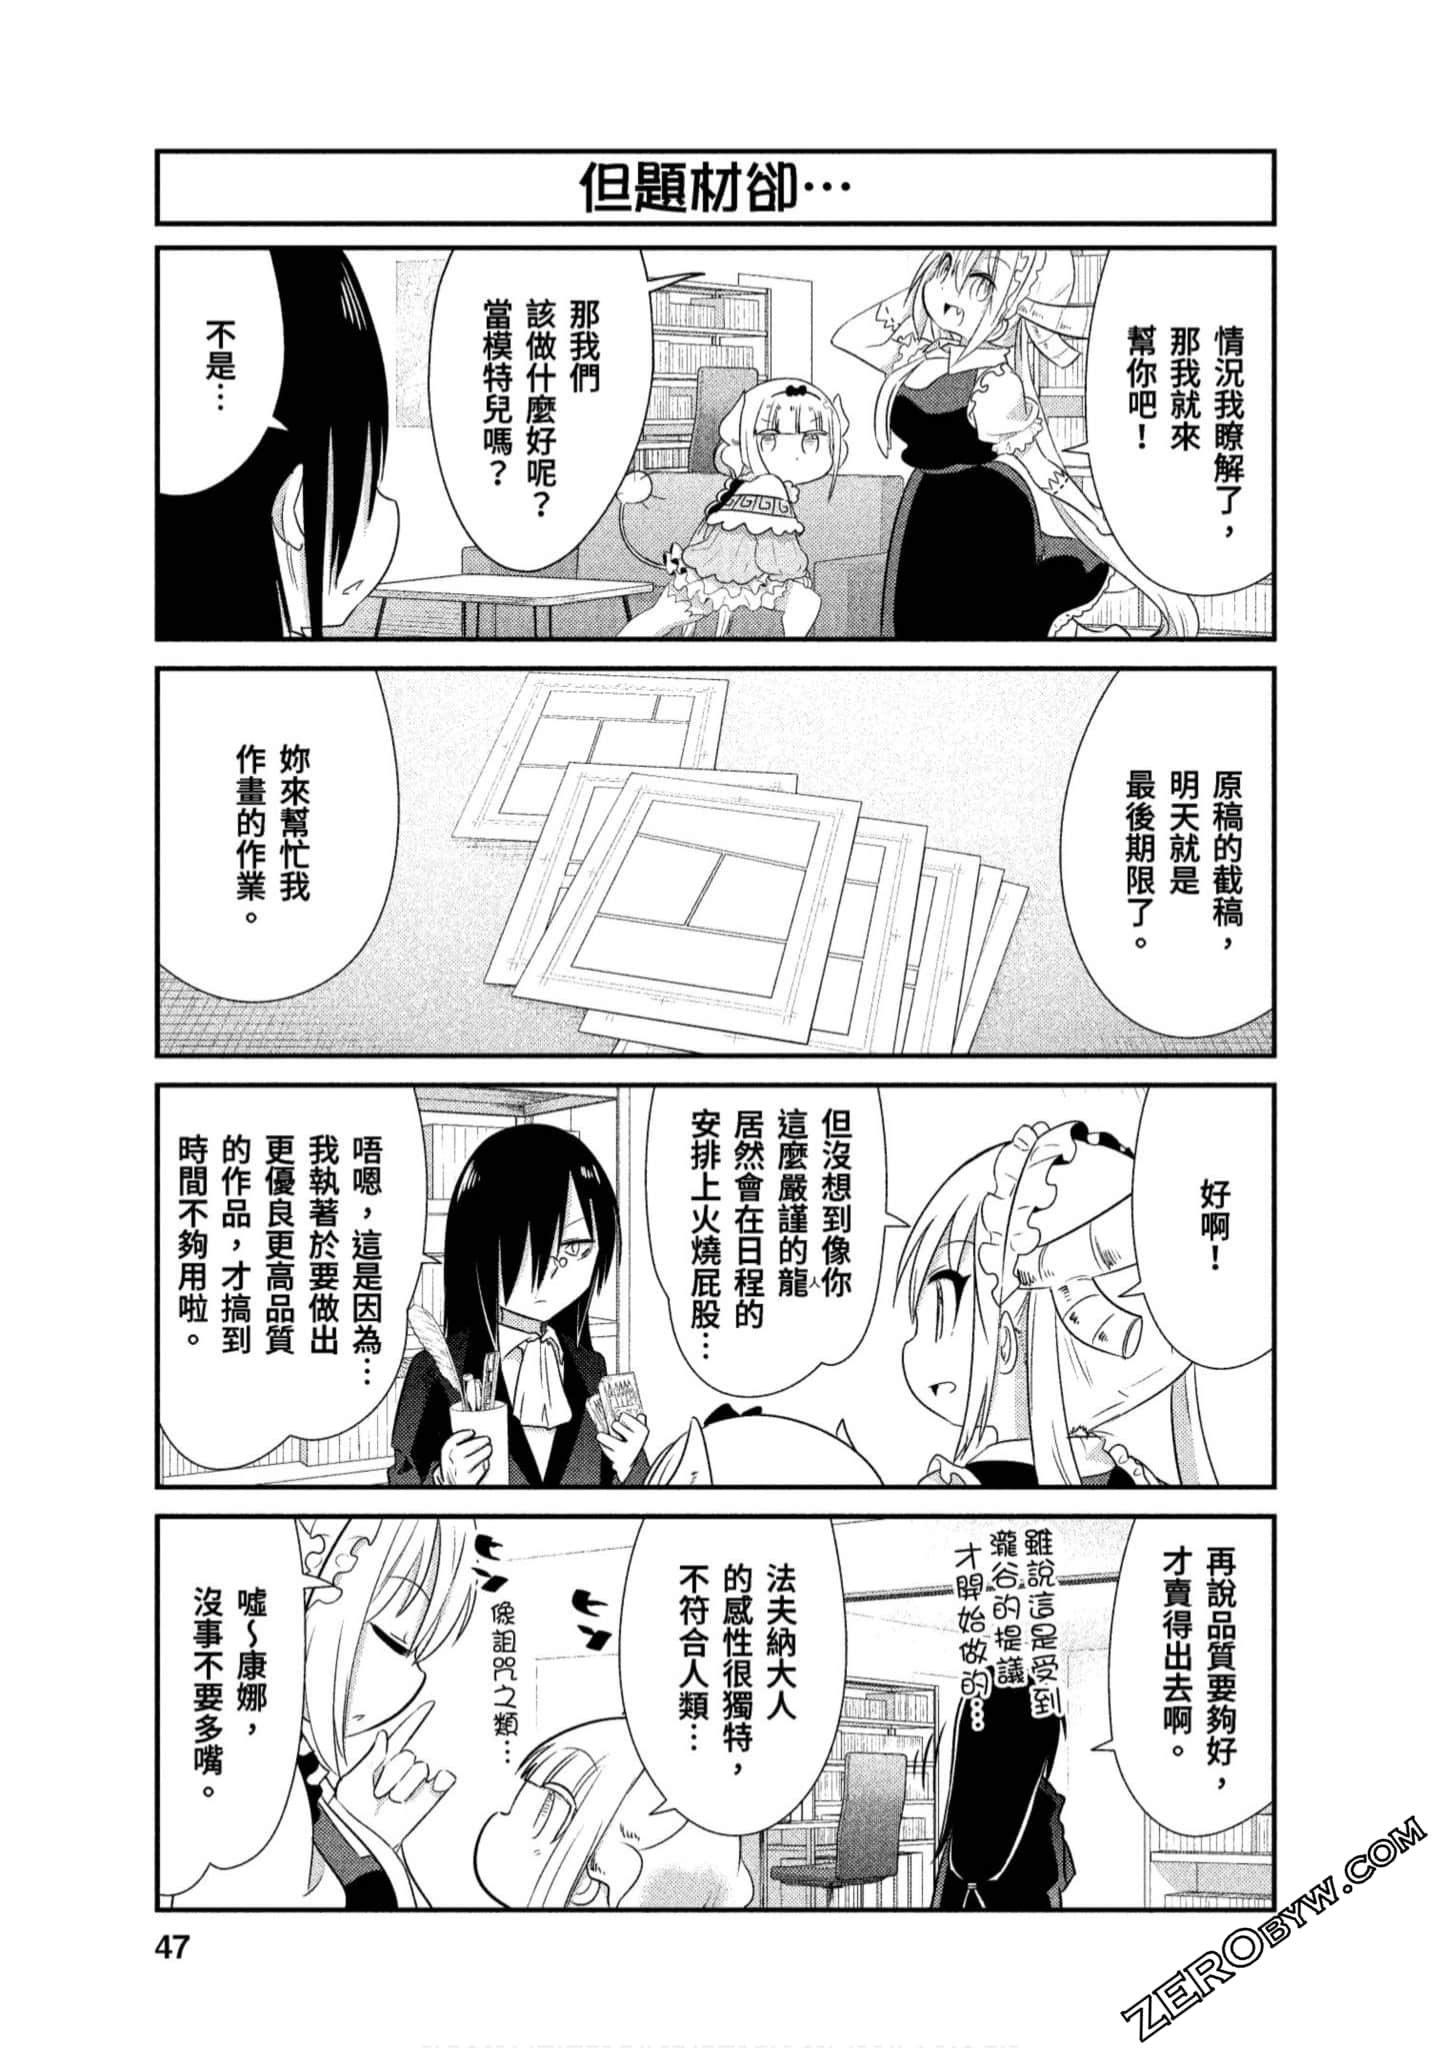 但題材卻…
情況我瞭解了，
那我就來
幫你吧！
那我們
該做什麼好呢？
當模特兒嗎？
不是…
原稿的截稿，
明天就是
最後期限了。
妳來幫忙我
作畫的作業。
好啊！
但沒想到像你
這麼嚴謹的龍人
居然會在日程的
安排上火燒屁股…
唔嗯，這是因為…
我執著於要做出
更優良更高品質
的作品，才搞到
時間不夠用啦。
再說品質要夠好，
才賣得出去啊。
雖說這是受到
瀧谷的提議
才開始做的…
法夫納大人
的感性很獨特，
不符合人類…
像詛咒之類…
噓～康娜，
沒事不要多嘴。
47
ZEROBYW.COM